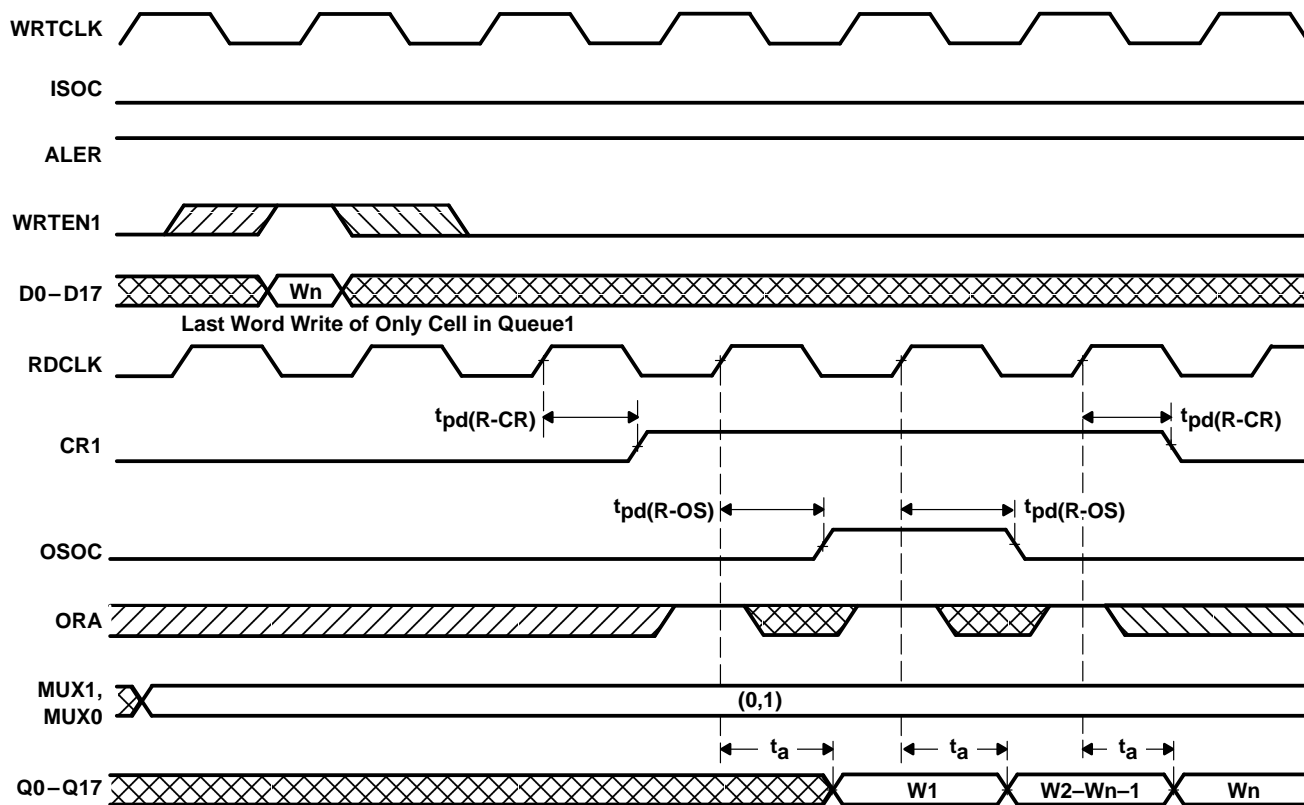 WRTCLK
ISOC
ALER
WRTEN1
D0–D17
Wn
Last Word Write of Only Cell in Queue1
RDCLK
tpd(R-CR)
tpd(R-CR)
CR1
tpd(R-OS)
tpd(R-OS)
OSOC
ORA
MUX1,
MUX0
(0,1)
ta
ta
ta
Q0–Q17
W1
W2–Wn–1
Wn